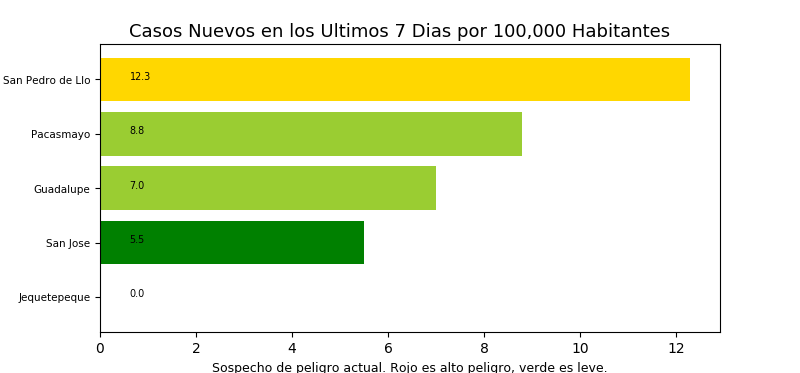 Casos Nuevos en los Ultimos 7 Dias por 100,000 Habitantes
San Pedro de Llo
12.3
Pacasmayo
8.8
Guadalupe
7.0
San Jose
5.5
Jequetepeque
0.0
0 2 4 6 8 10 12
Sospecho de peligro actual. Rojo es alto peligro, verde es leve.